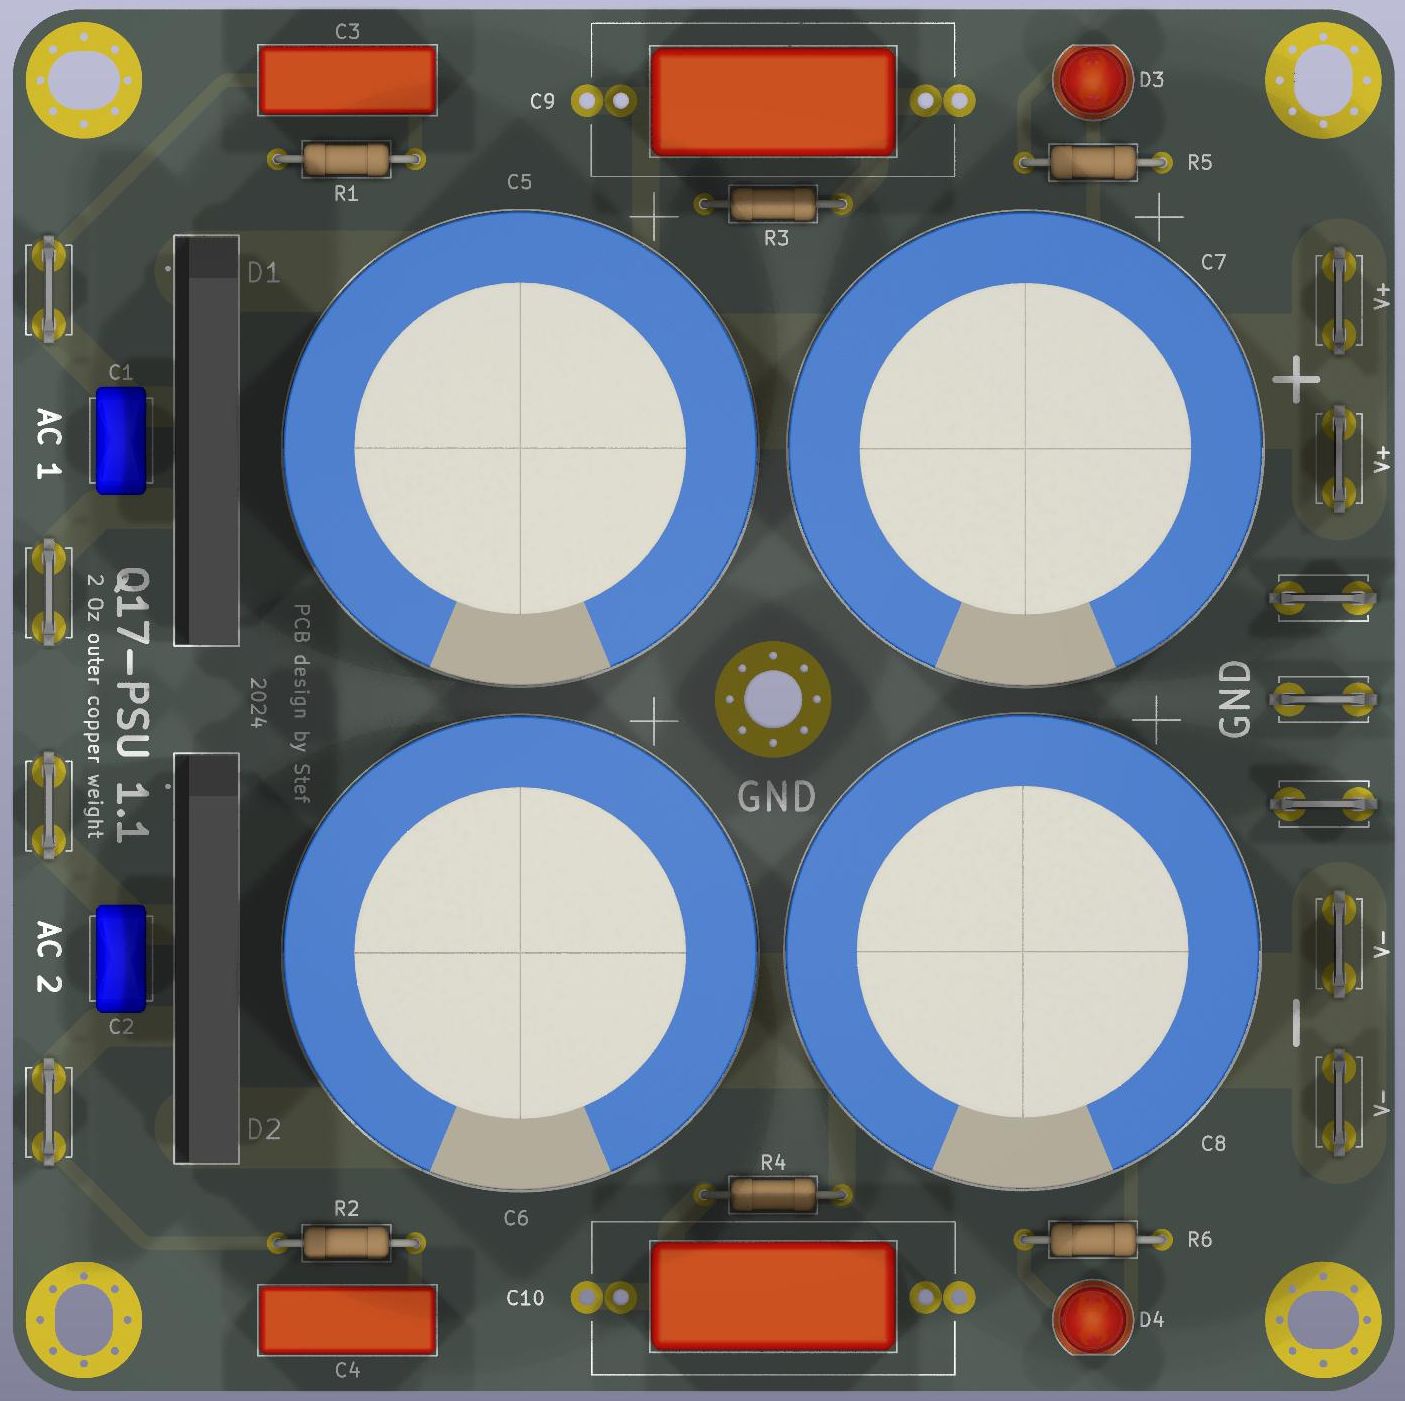 C3
C9
D3
R1
C5
R3
R5
D1
C7
V+
C1
AC 1
V+
Q17-PSU 1.1
2 Oz outer copper weight
PCB design by Stef
2024
GND
GND
AC 2
V-
C2
D2
V-
C8
R4
R2
C6
R6
C10
D4
C4